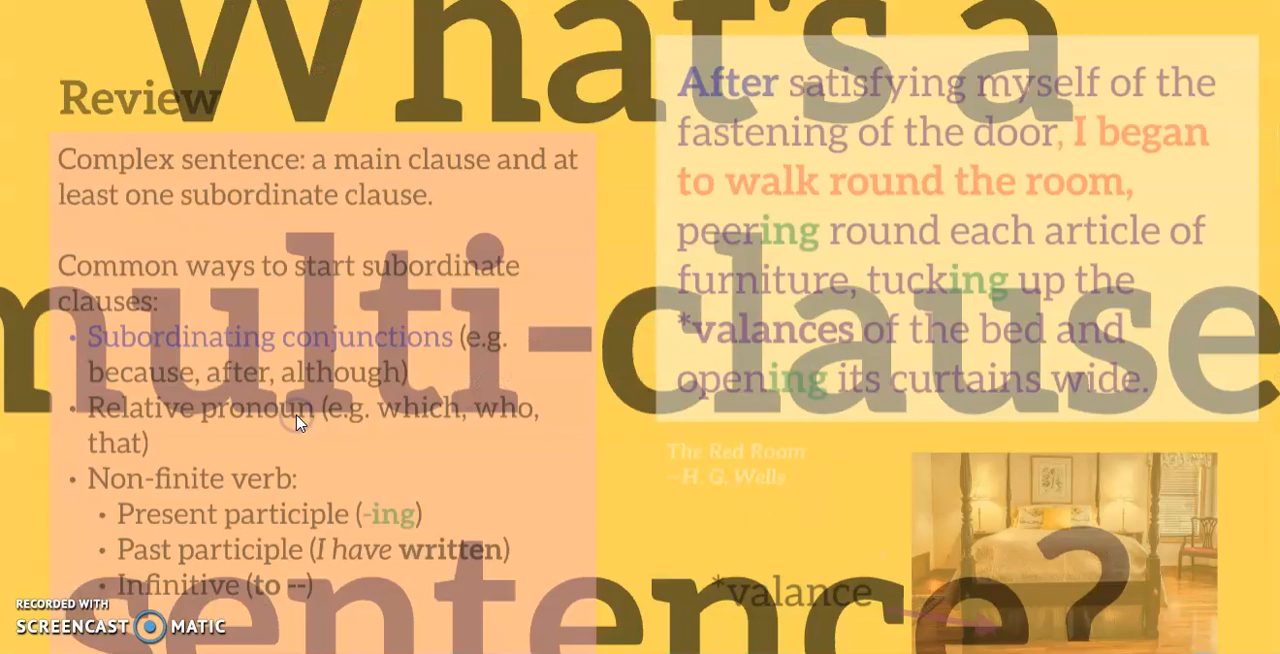 What's a
multi-clause
sentence?
Review
Complex sentence: a main clause and at
least one subordinate clause.
Common ways to start subordinate
clauses:
• Subordinating conjunctions (e.g.
because, after, although)
• Relative pronoun (e.g. which, who,
that)
• Non-finite verb:
• Present participle (-ing)
• Past participle (I have written)
• Infinitive (to --)
After satisfying myself of the
fastening of the door, I began
to walk round the room,
peering round each article of
furniture, tucking up the
*valances of the bed and
opening its curtains wide.
The Red Room
—H. G. Wells
*valance
RECORDED WITH
SCREENCAST MATIC